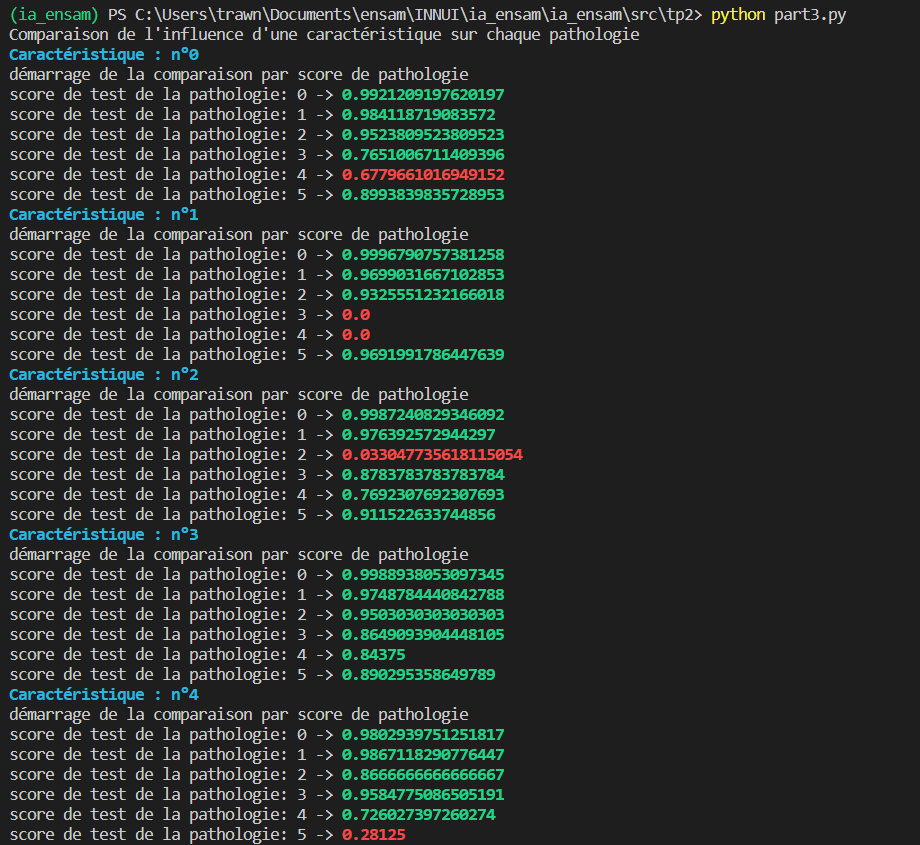 (ia_ensam) PS C:\Users\trawn\Documents\ensam\INNUI\ia_ensam\ia_ensam\src\tp2> python part3.py
Comparaison de l'influence d'une caractéristique sur chaque pathologie
Caractéristique : n°0
démarrage de la comparaison par score de pathologie
score de test de la pathologie: 0 -> 0.9921209197620197
score de test de la pathologie: 1 -> 0.984118719083572
score de test de la pathologie: 2 -> 0.9523809523809523
score de test de la pathologie: 3 -> 0.7651006711409396
score de test de la pathologie: 4 -> 0.6779661016949152
score de test de la pathologie: 5 -> 0.8993839835728953
Caractéristique : n°1
démarrage de la comparaison par score de pathologie
score de test de la pathologie: 0 -> 0.9996790757381258
score de test de la pathologie: 1 -> 0.9699031667102853
score de test de la pathologie: 2 -> 0.9325551232166018
score de test de la pathologie: 3 -> 0.0
score de test de la pathologie: 4 -> 0.0
score de test de la pathologie: 5 -> 0.9691991786447639
Caractéristique : n°2
démarrage de la comparaison par score de pathologie
score de test de la pathologie: 0 -> 0.9987240829346092
score de test de la pathologie: 1 -> 0.976392572944297
score de test de la pathologie: 2 -> 0.033047735618115054
score de test de la pathologie: 3 -> 0.8783783783783784
score de test de la pathologie: 4 -> 0.7692307692307693
score de test de la pathologie: 5 -> 0.911522633744856
Caractéristique : n°3
démarrage de la comparaison par score de pathologie
score de test de la pathologie: 0 -> 0.9988938053097345
score de test de la pathologie: 1 -> 0.9748784440842788
score de test de la pathologie: 2 -> 0.9503030303030303
score de test de la pathologie: 3 -> 0.8649093904448105
score de test de la pathologie: 4 -> 0.84375
score de test de la pathologie: 5 -> 0.890295358649789
Caractéristique : n°4
démarrage de la comparaison par score de pathologie
score de test de la pathologie: 0 -> 0.9802939751251817
score de test de la pathologie: 1 -> 0.9867118290776447
score de test de la pathologie: 2 -> 0.8666666666666667
score de test de la pathologie: 3 -> 0.9584775086505191
score de test de la pathologie: 4 -> 0.726027397260274
score de test de la pathologie: 5 -> 0.28125